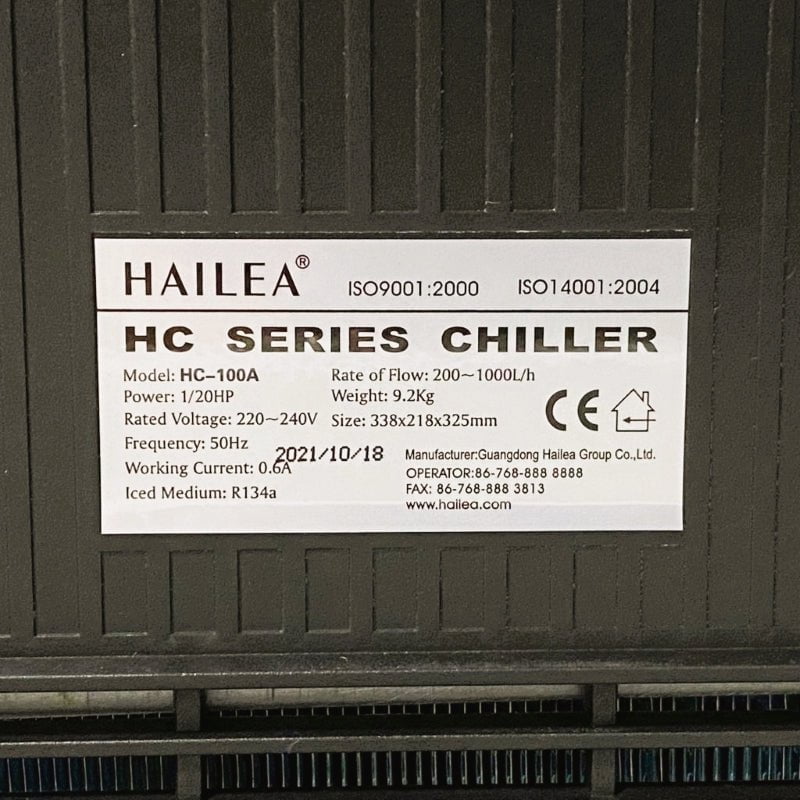 HAILEA® ISO9001:2000 ISO14001:2004
HC SERIES CHILLER
Model: HC-100A Rate of Flow: 200~1000L/h
Power: 1/20HP Weight: 9.2Kg
Rated Voltage: 220~240V Size: 338x218x325mm
CE
Frequency: 50Hz
2021/10/18
Working Current: 0.6A
Iced Medium: R134a
Manufacturer:Guangdong Hailea Group Co.,Ltd.
OPERATOR:86-768-888 8888
FAX: 86-768-888 3813
www.hailea.com